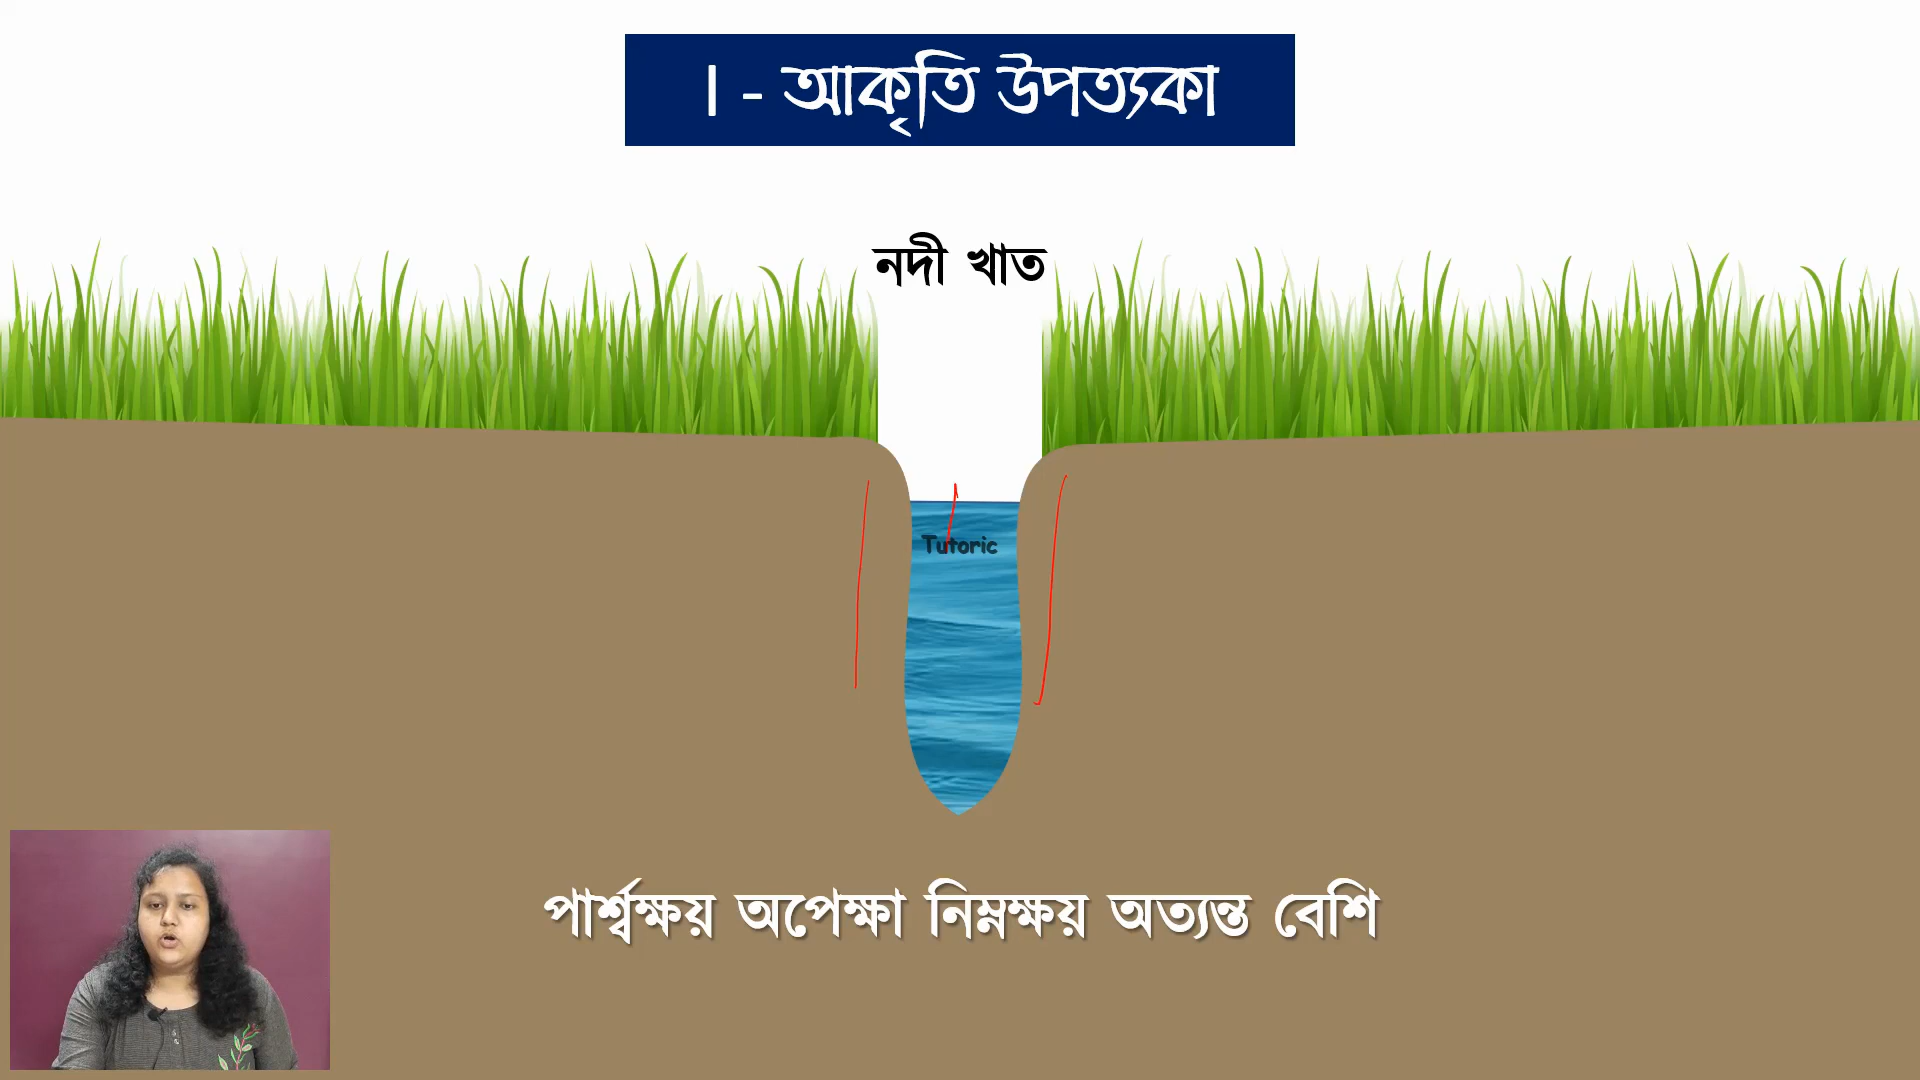 I - আকৃতি উপত্যকা
নদী খাত
Tutoric
পার্শ্বক্ষয় অপেক্ষা নিম্নক্ষয় অত্যন্ত বেশি